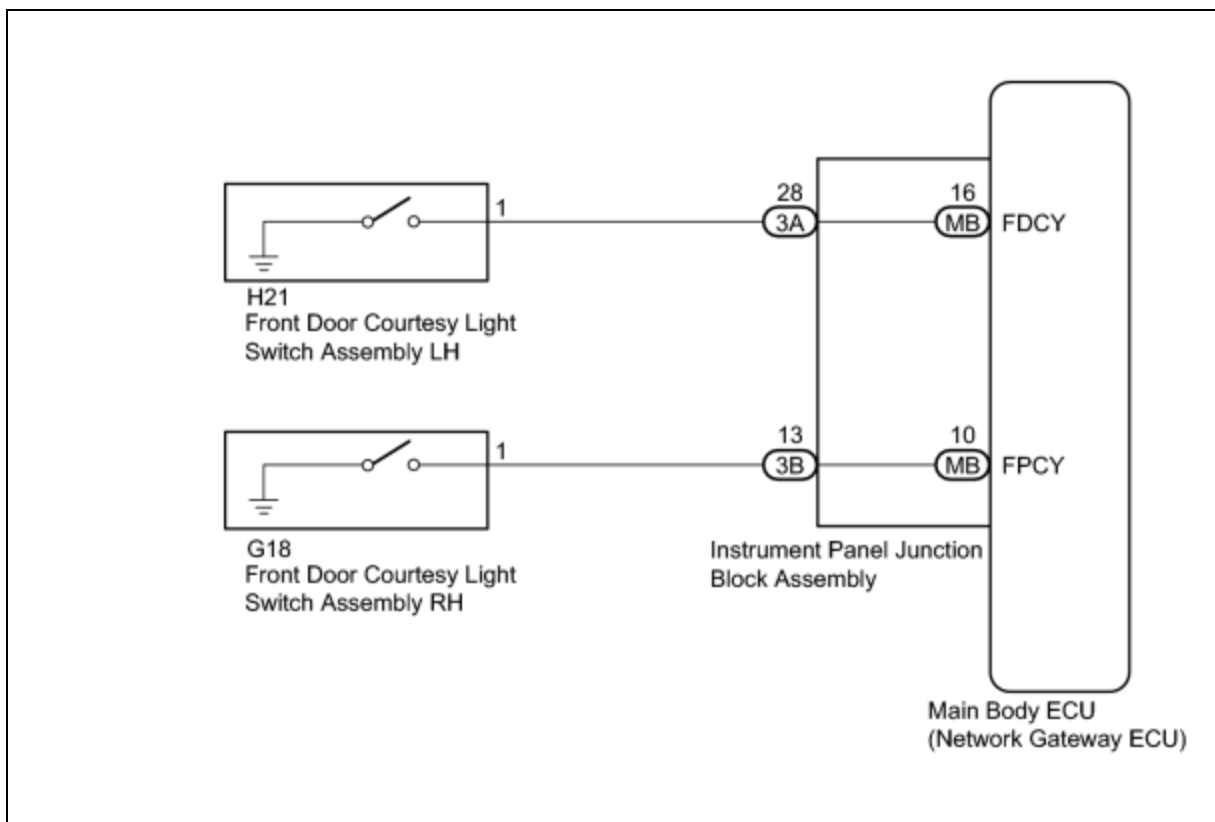 28
16
1
3A
MB
FDCY
H21
Front Door Courtesy Light
Switch Assembly LH
13
10
1
3B
MB
FPCY
G18
Front Door Courtesy Light
Switch Assembly RH
Instrument Panel Junction
Block Assembly
Main Body ECU
(Network Gateway ECU)